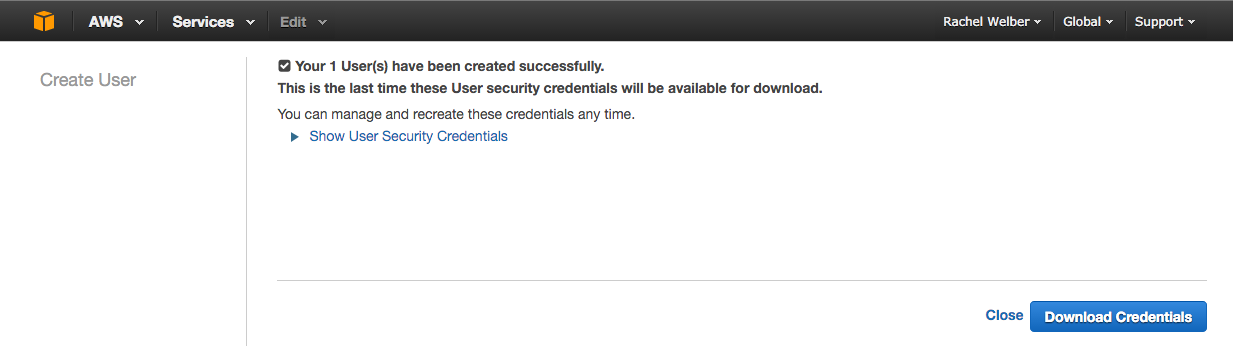 AWS Services Edit Rachel Welber Global Support
Create User
Your 1 User(s) have been created successfully.
This is the last time these User security credentials will be available for download.
You can manage and recreate these credentials any time.
Show User Security Credentials
Close Download Credentials